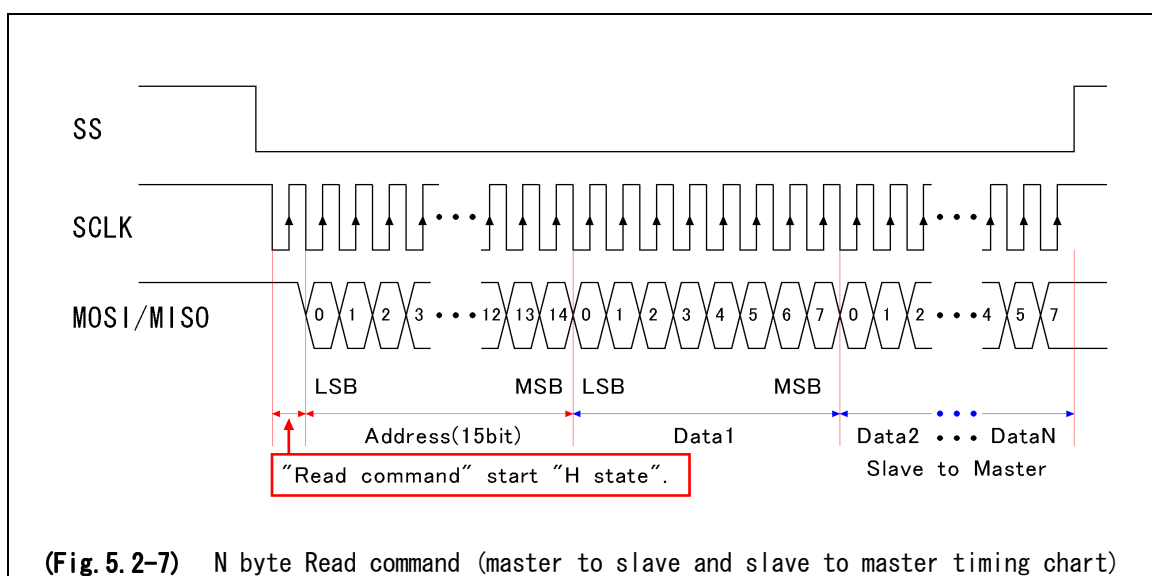 SS
SCLK
MOSI/MISO
0 1 2 3 ••• 12 13 14 0 1 2 3 4 5 6 7 0 1 2 ••• 4 5 7
LSB MSB LSB MSB
Address(15bit) Data1 Data2 ••• DataN
"Read command" start "H state".
Slave to Master
(Fig. 5. 2-7) N byte Read command (master to slave and slave to master timing chart)